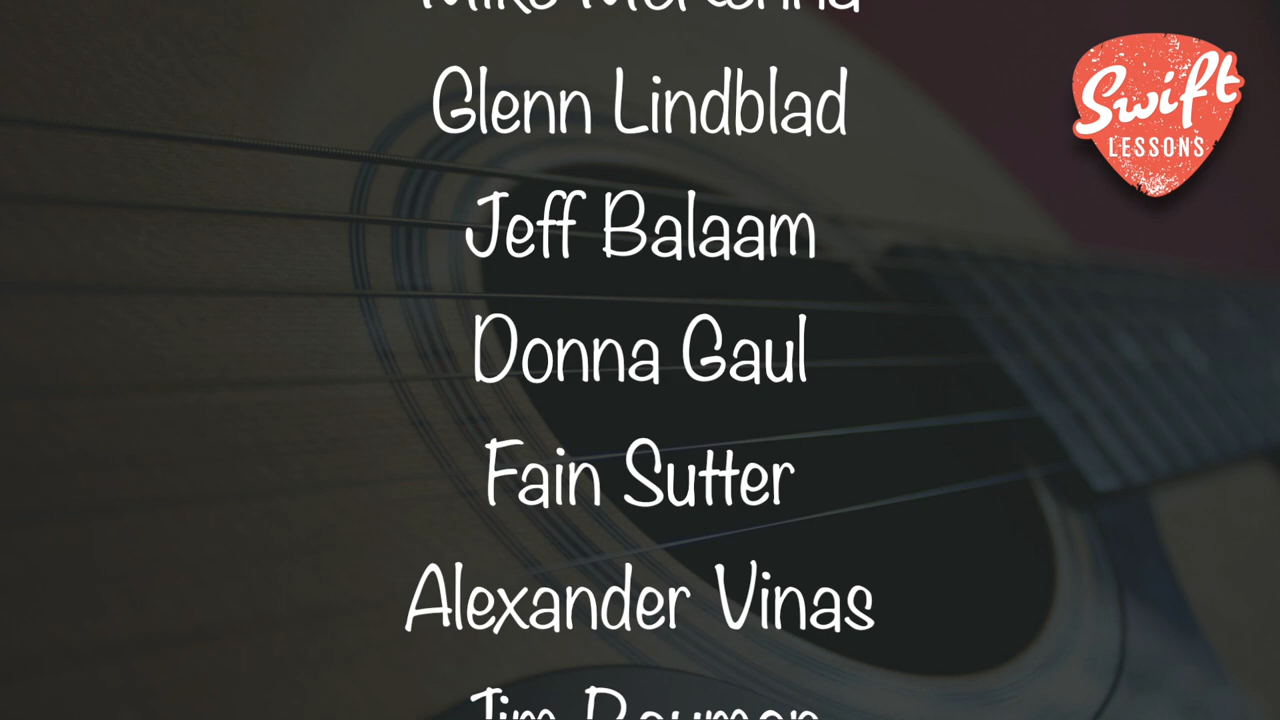 Glenn Lindblad
Swift
LESSONS
Jeff Balaam
Donna Gaul
Fain Sutter
Alexander Vinas